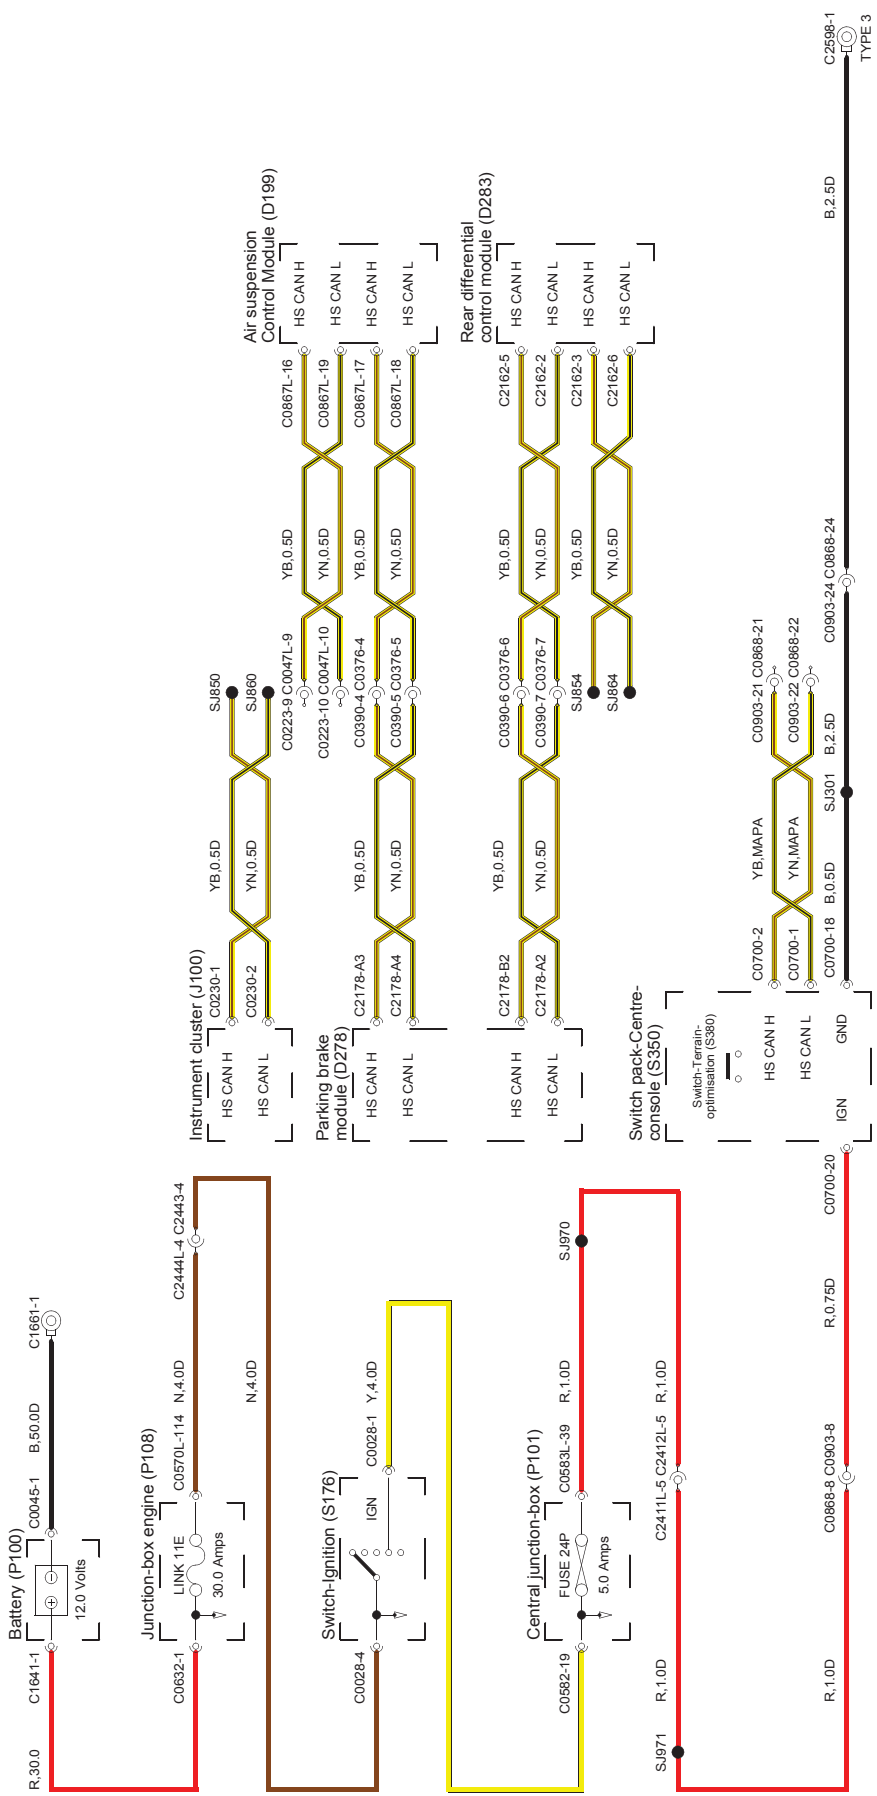 Battery (P100)
C1641-1
C0045-1
R,30.0
12.0 Volts
B,50.0D
C1661-1
Junction-box engine (P108)
C0632-1
LINK 11E
30.0 Amps
C0570L-114
N,4.0D
C2444L-4
C2443-4
N,4.0D
Switch-Ignition (S176)
C0028-4
IGN
C0028-1
Y,4.0D
Central junction-box (P101)
C0582-19
FUSE 24P
5.0 Amps
C0583L-39
R,1.0D
SJ970
SJ971
R,1.0D
C2411L-5
C2412L-5
R,1.0D
R,1.0D
C0868-8
C0903-8
R,0.75D
C0700-20
Instrument cluster (J100)
HS CAN H
HS CAN L
C0230-1
C0230-2
YB,0.5D
YN,0.5D
SJ850
SJ860
Parking brake
module (D278)
HS CAN H
HS CAN L
C2178-A3
C2178-A4
YB,0.5D
YN,0.5D
HS CAN H
HS CAN L
C2178-B2
C2178-A2
YB,0.5D
YN,0.5D
C0223-9
C0047L-9
C0223-10
C0047L-10
C0390-4
C0376-4
C0390-5
C0376-5
YB,0.5D
YN,0.5D
YB,0.5D
YN,0.5D
C0867L-16
C0867L-19
C0867L-17
C0867L-18
Air suspension
Control Module (D199)
HS CAN H
HS CAN L
HS CAN H
HS CAN L
C0390-6
C0376-6
C0390-7
C0376-7
SJ854
SJ864
YB,0.5D
YN,0.5D
YB,0.5D
YN,0.5D
C2162-5
C2162-2
C2162-3
C2162-6
Rear differential
control module (D283)
HS CAN H
HS CAN L
HS CAN H
HS CAN L
Switch pack-Centre-
console (S350)
Switch-Terrain-
optimisation (S380)
HS CAN H
HS CAN L
IGN
GND
C0700-2
C0700-1
C0700-18
YB,MAPA
YN,MAPA
B,0.5D
SJ301
B,2.5D
C0903-21
C0868-21
C0903-22
C0868-22
C0903-24
C0868-24
B,2.5D
C2598-1
TYPE 3